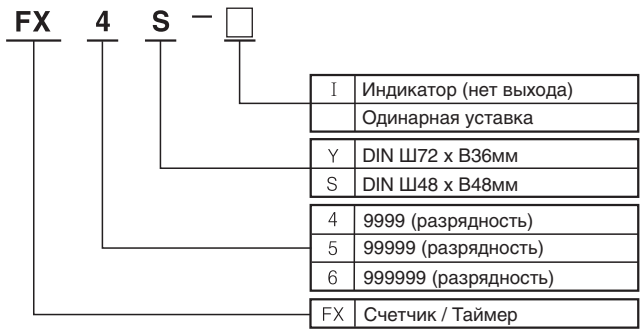 FX 4 S – □
I Индикатор (нет выхода)
Одинарная уставка
Y DIN Ш72 x В36мм
S DIN Ш48 x В48мм
4 9999 (разрядность)
5 99999 (разрядность)
6 999999 (разрядность)
FX Счетчик / Таймер